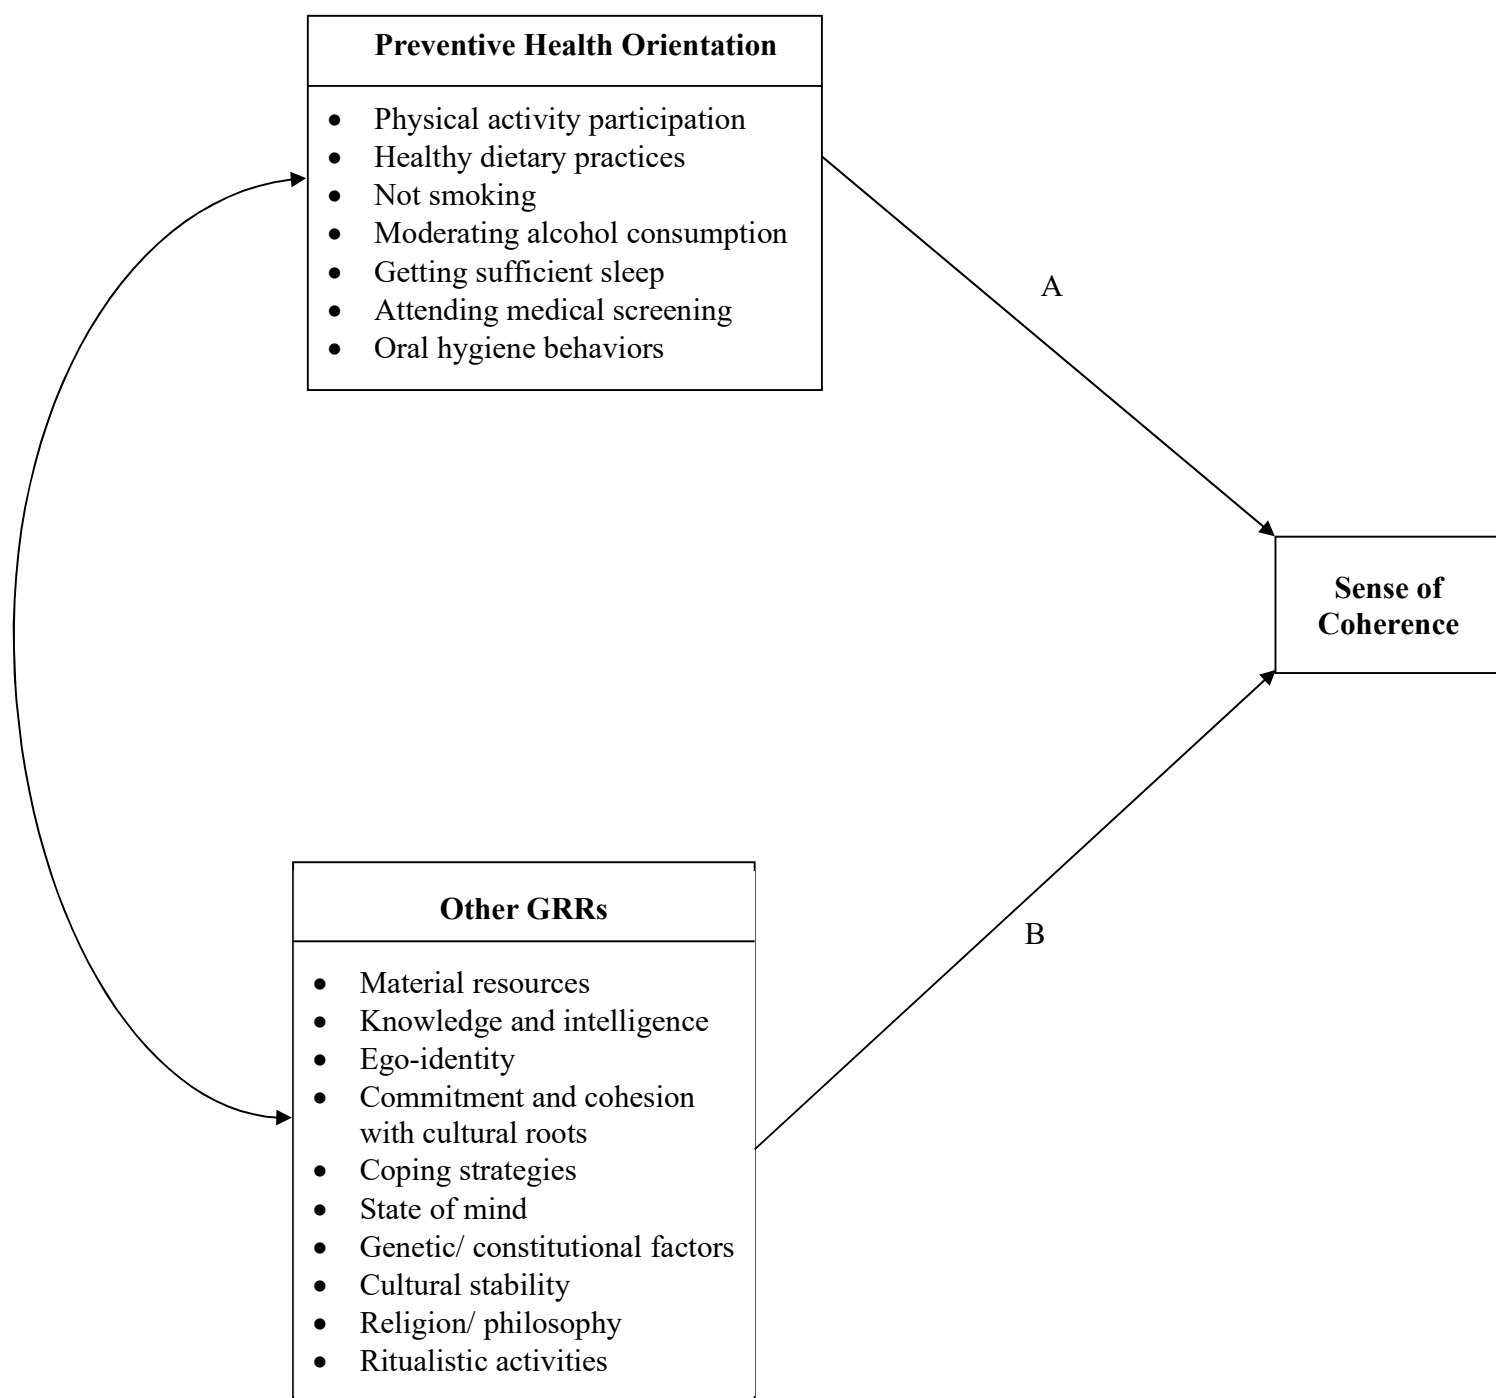 Preventive Health Orientation
• Physical activity participation
• Healthy dietary practices
• Not smoking
• Moderating alcohol consumption
• Getting sufficient sleep
• Attending medical screening
• Oral hygiene behaviors
A
Sense of
Coherence
Other GRRs
B
• Material resources
• Knowledge and intelligence
• Ego-identity
• Commitment and cohesion
with cultural roots
• Coping strategies
• State of mind
• Genetic/ constitutional factors
• Cultural stability
• Religion/ philosophy
• Ritualistic activities